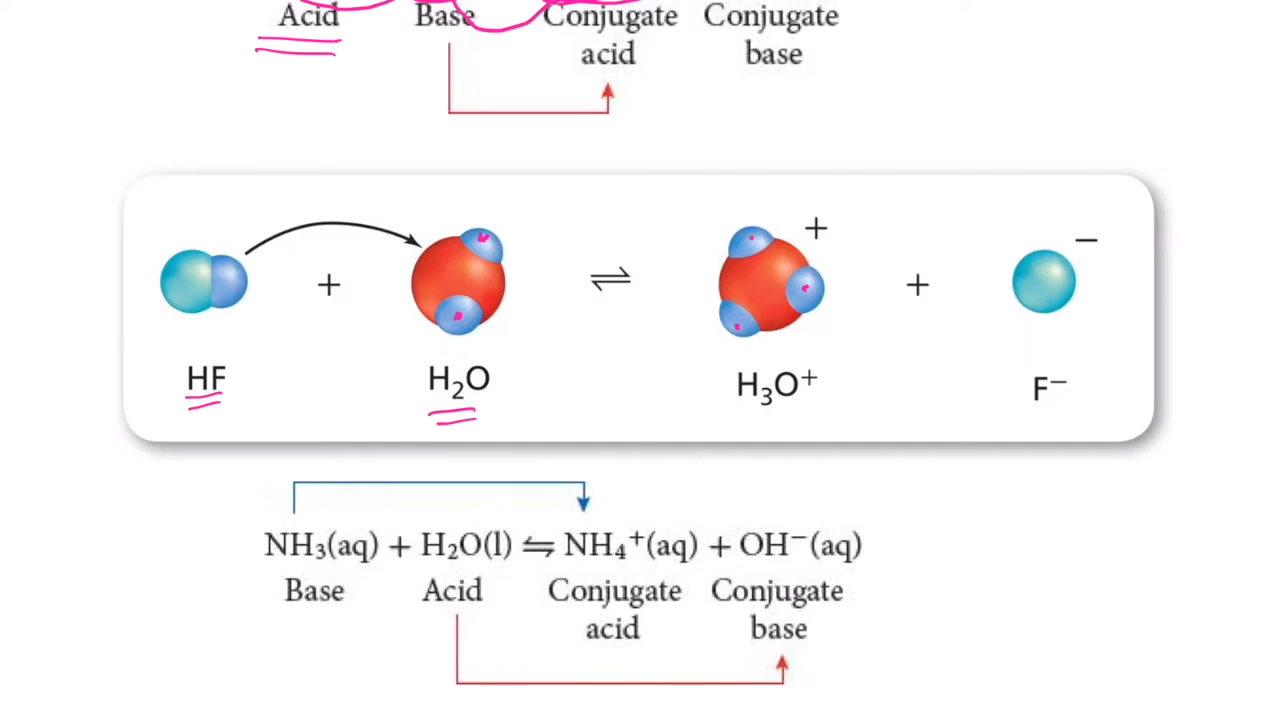 Acid Base Conjugate Conjugate
acid base
+
−
+ ⇌ +
HF H₂O H₃O⁺ F⁻
NH₃(aq) + H₂O(l) ⇌ NH₄⁺(aq) + OH⁻(aq)
Base Acid Conjugate Conjugate
acid base